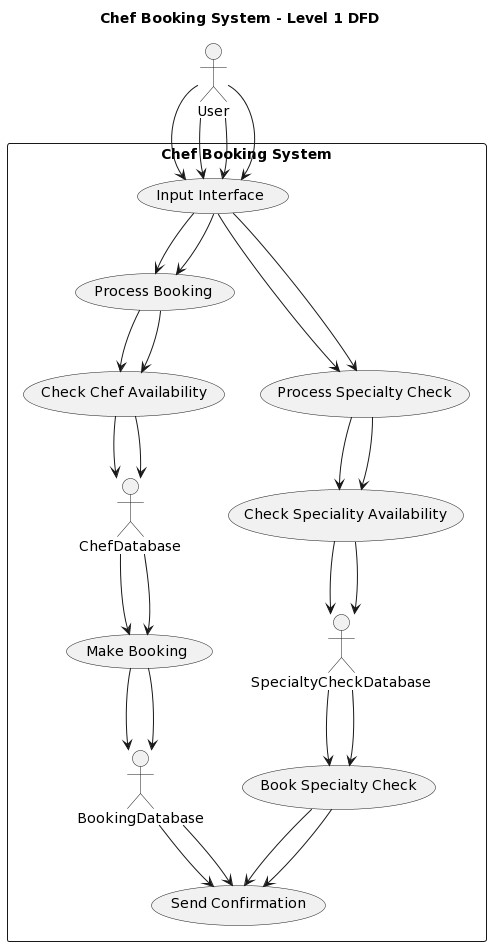 Chef Booking System - Level 1 DFD
User
Chef Booking System
Input Interface
Process Booking
Check Chef Availability
Process Specialty Check
Check Speciality Availability
ChefDatabase
Make Booking
SpecialtyCheckDatabase
Book Specialty Check
BookingDatabase
Send Confirmation